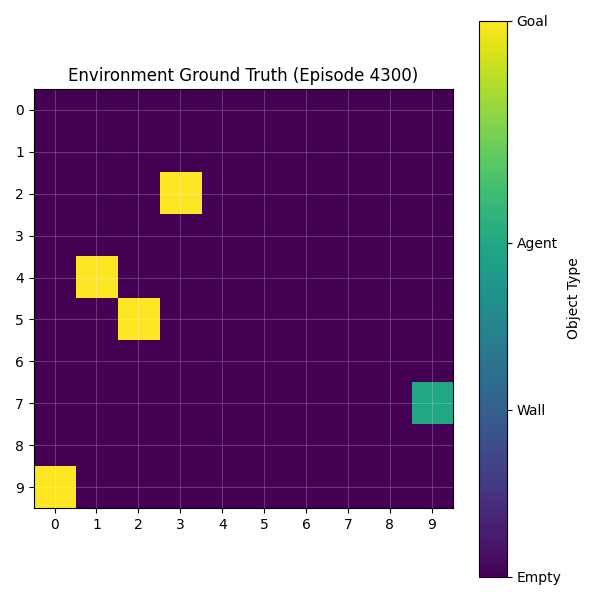 Environment Ground Truth (Episode 4300)
0
1
2
3
4
5
6
7
8
9
0 1 2 3 4 5 6 7 8 9
Goal
Agent
Wall
Empty
Object Type